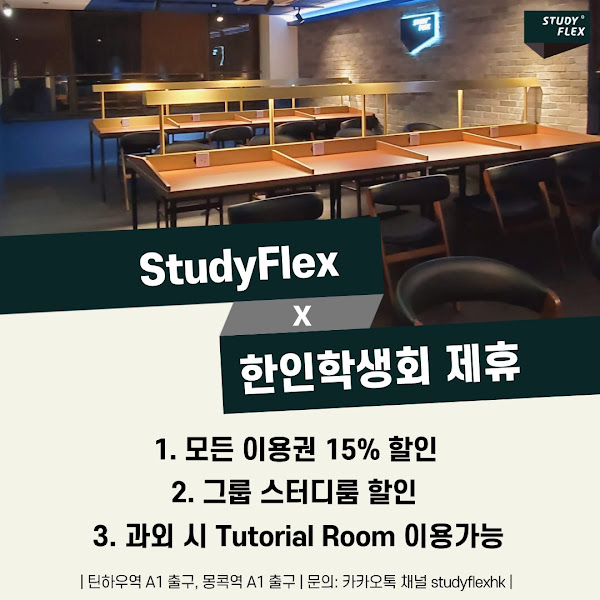 STUDY
FLEX
STUDY
FLEX
StudyFlex
X
한인학생회 제휴
1. 모든 이용권 15% 할인
2. 그룹 스터디룸 할인
3. 과외 시 Tutorial Room 이용가능
| 틴하우역 A1 출구, 몽콕역 A1 출구 | 문의: 카카오톡 채널 studyflexhk |